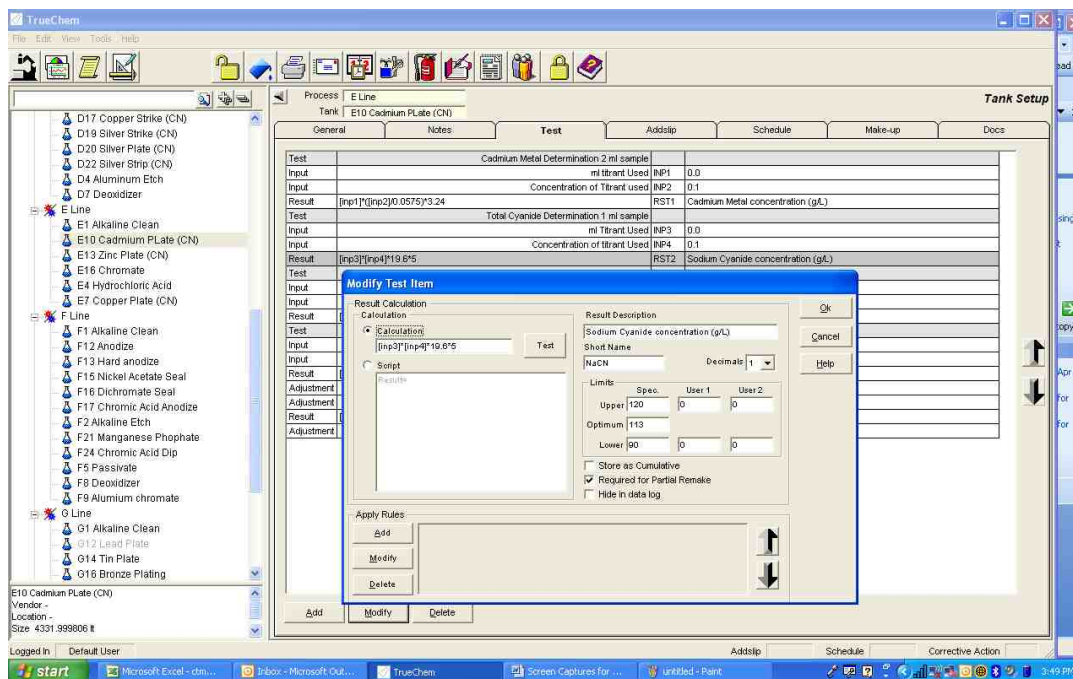 TrueChem
File Edit View Tools Help
Process E Line
Tank E10 Cadmium PLate (CN)
Tank Setup
General Notes Test Addslip Schedule Make-up Docs
D17 Copper Strike (CN)
D19 Silver Strike (CN)
D20 Silver Plate (CN)
D22 Silver Strip (CN)
D4 Aluminum Etch
D7 Deoxidizer
E Line
E1 Alkaline Clean
E10 Cadmium PLate (CN)
E13 Zinc Plate (CN)
E16 Chromate
E4 Hydrochloric Acid
E7 Copper Plate (CN)
F Line
F1 Alkaline Clean
F12 Anodize
F13 Hard anodize
F15 Nickel Acetate Seal
F16 Dichromate Seal
F17 Chromic Acid Anodize
F2 Alkaline Etch
F21 Manganese Phophate
F24 Chromic Acid Dip
F5 Passivate
F8 Deoxidizer
F9 Alumium chromate
G Line
G1 Alkaline Clean
G12 Lead Plate
G14 Tin Plate
G16 Bronze Plating
E10 Cadmium PLate (CN)
Vendor -
Location -
Size 4331.999806 lt
Test Cadmium Metal Determination 2 ml sample
Input ml titrant Used INP1 0.0
Input Concentration of Titrant used INP2 0.1
Result [inp1]*([inp2]/0.0575)*3.24 RST1 Cadmium Metal concentration (g/L)
Test Total Cyanide Determination 1 ml sample
Input ml Titrant Used INP3 0.0
Input Concentration of titrant Used INP4 0.1
Result [inp3]*[inp4]*19.6*5 RST2 Sodium Cyanide concentration (g/L)
Test
Input
Input
Result
Test
Input
Input
Result
Adjustment
Adjustment
Result
Adjustment
Modify Test Item
Result Calculation
Calculation
Calculation
[inp3]*[inp4]*19.6*5
Test
Script
Result=
Result Description
Sodium Cyanide concentration (g/L)
Short Name
NaCN
Decimals 1
Limits
Spec. User 1 User 2
Upper 120 0 0
Optimum 113
Lower 90 0 0
Store as Cumulative
Required for Partial Remake
Hide in data log
Ok
Cancel
Help
Apply Rules
Add
Modify
Delete
Add Modify Delete
Logged In Default User Addslip Schedule Corrective Action
start Microsoft Excel - ctm... Inbox - Microsoft Out... TrueChem Screen Captures for ... untitled - Paint 3:49 PM